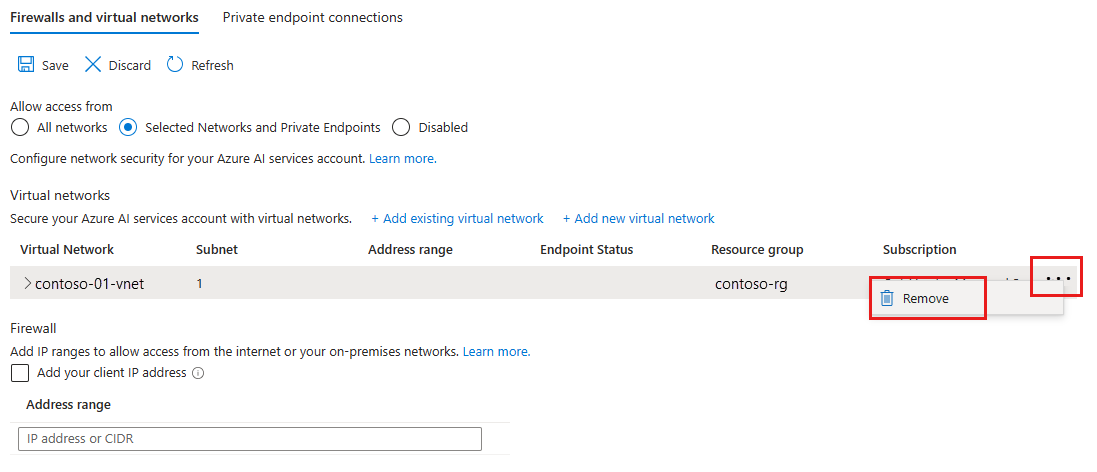 Firewalls and virtual networks Private endpoint connections
Save Discard Refresh
Allow access from
All networks Selected Networks and Private Endpoints Disabled
Configure network security for your Azure AI services account. Learn more.
Virtual networks
Secure your Azure AI services account with virtual networks. + Add existing virtual network + Add new virtual network
Virtual Network Subnet Address range Endpoint Status Resource group Subscription
contoso-01-vnet 1 contoso-rg
Remove
Firewall
Add IP ranges to allow access from the internet or your on-premises networks. Learn more.
Add your client IP address
Address range
IP address or CIDR